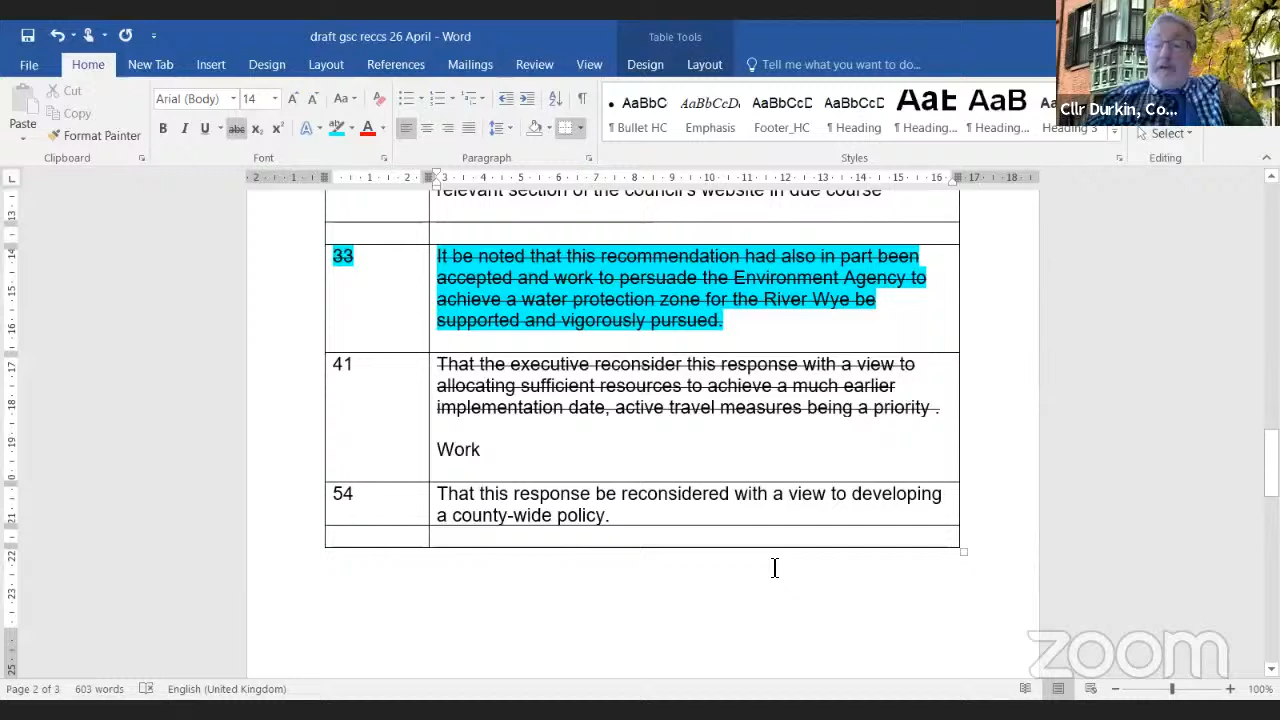 draft gsc reccs 26 April - Word
Table Tools
File Home New Tab Insert Design Layout References Mailings Review View Design Layout Tell me what you want to do...
Cllr Durkin, Co...
Paste
Cut
Copy
Format Painter
Arial (Body) 14
AaBbC AaBbCcD AaBbCcD AaBbCcD AaB AaBbC
¶ Bullet HC Emphasis Footer_HC ¶ Heading ¶ Heading... ¶ Heading... Heading 3
Select
Clipboard Font Paragraph Styles Editing
relevant section of the council's website in due course
33
It be noted that this recommendation had also in part been
accepted and work to persuade the Environment Agency to
achieve a water protection zone for the River Wye be
supported and vigorously pursued.
41
That the executive reconsider this response with a view to
allocating sufficient resources to achieve a much earlier
implementation date, active travel measures being a priority .
Work
54
That this response be reconsidered with a view to developing
a county-wide policy.
zoom
Page 2 of 3 603 words English (United Kingdom) 100%